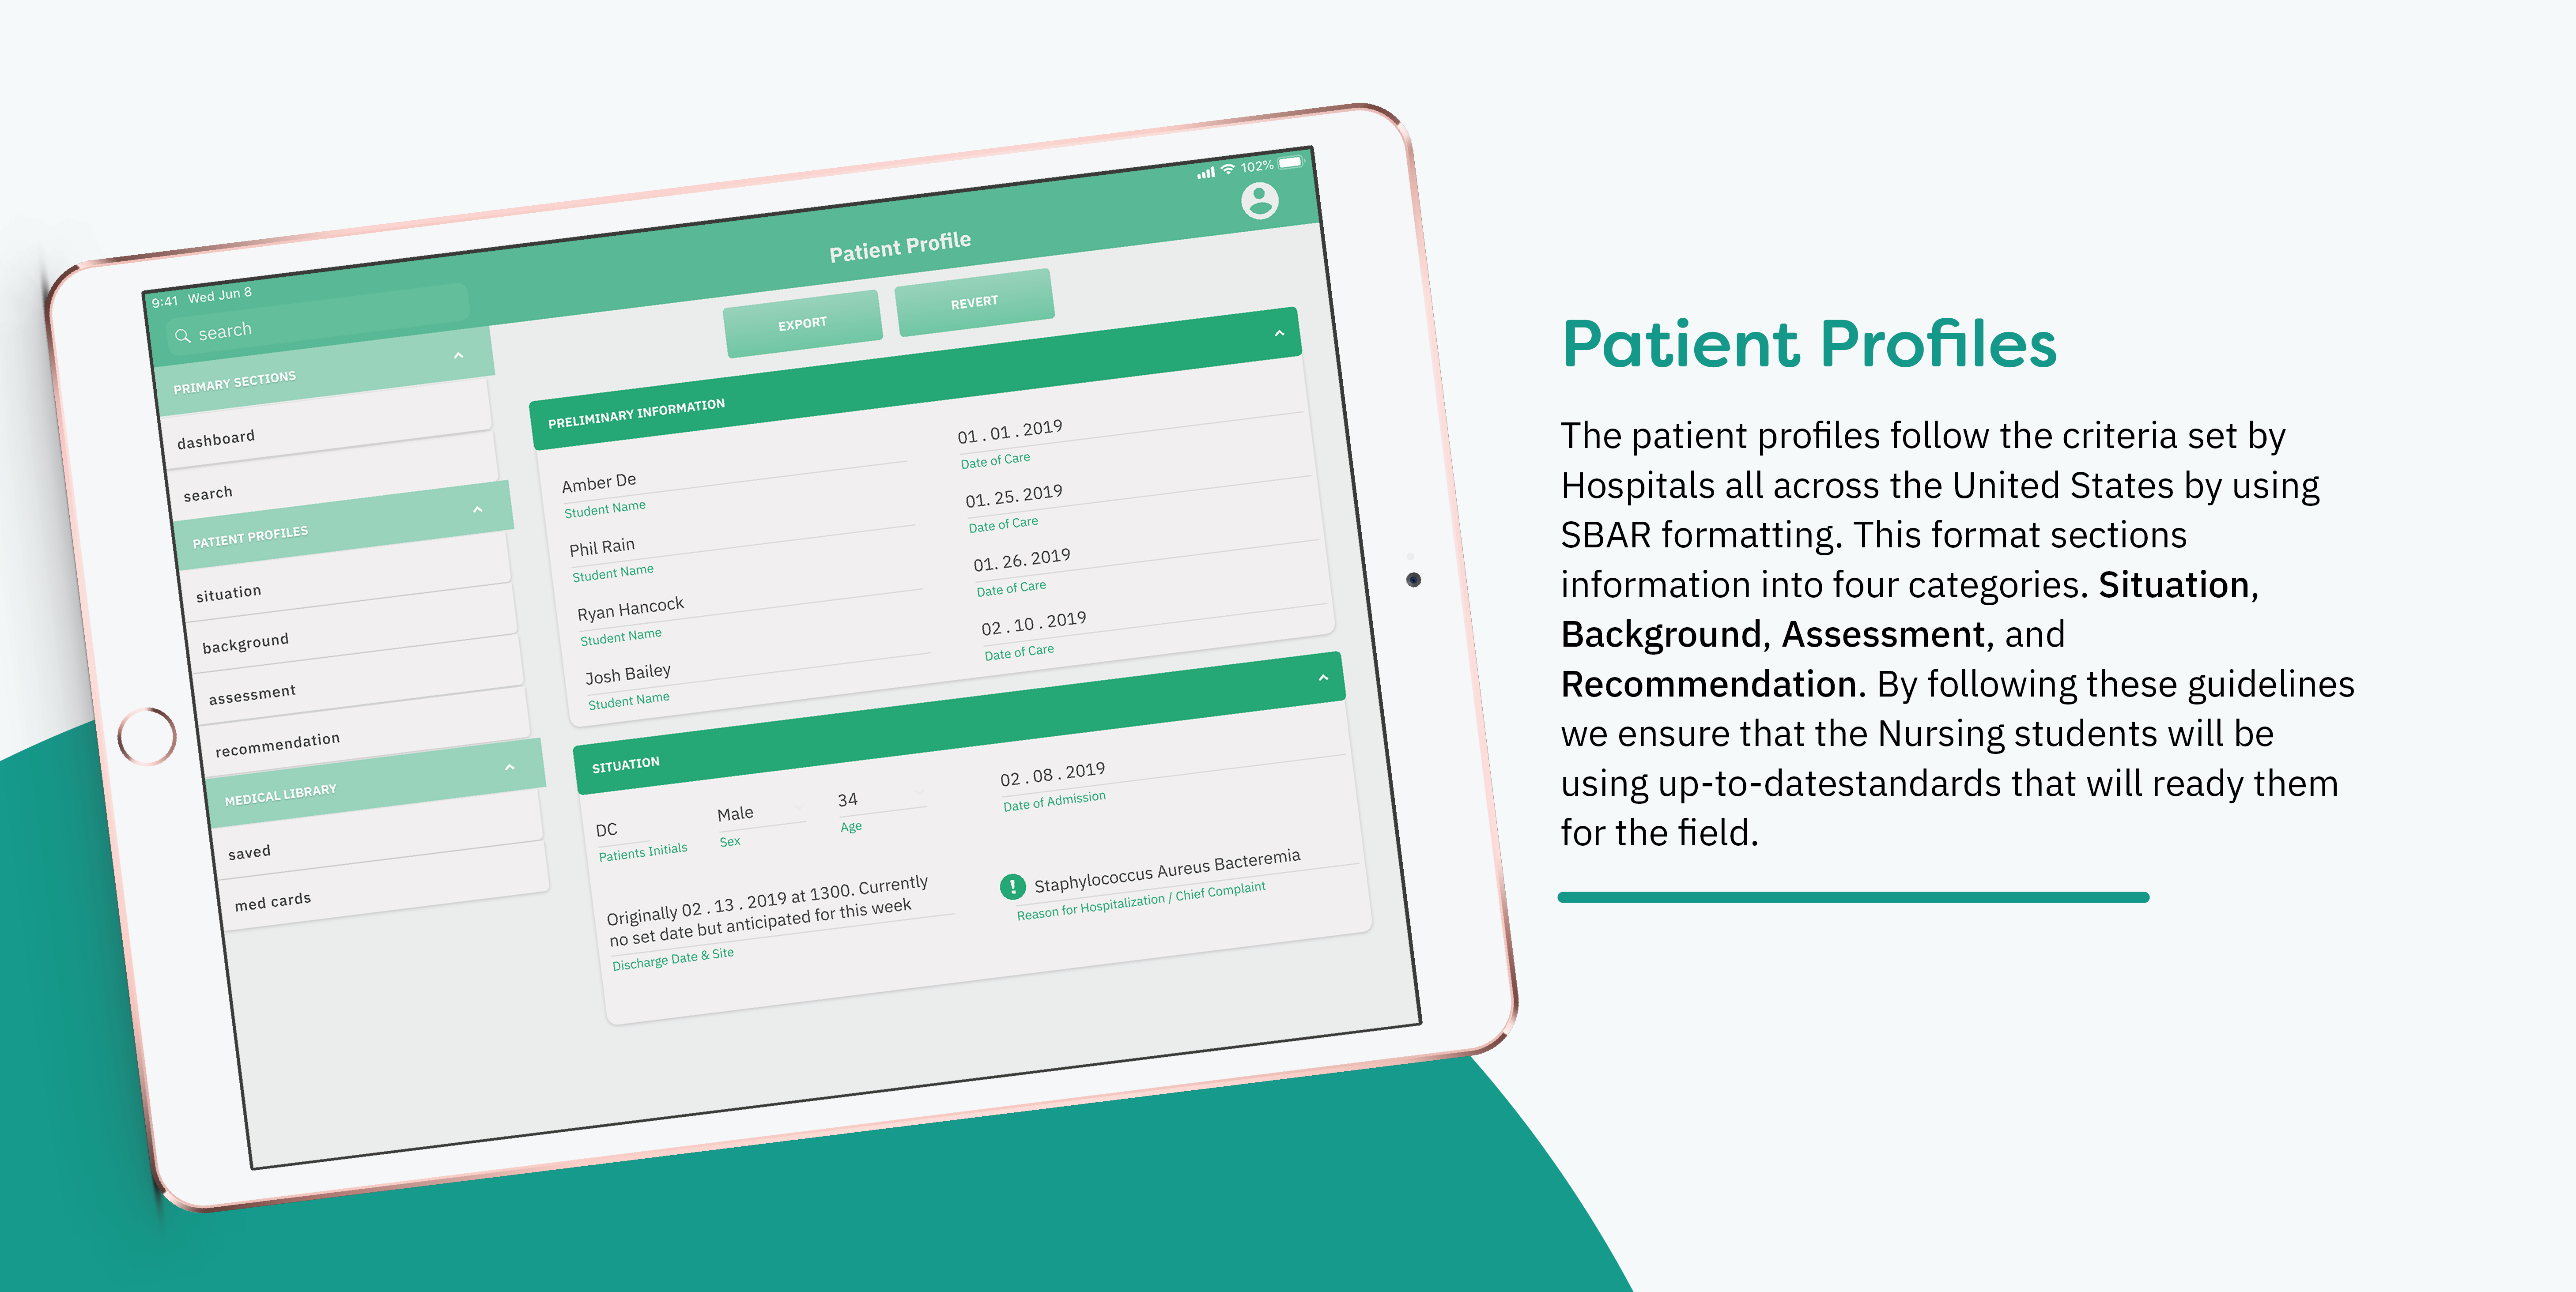 9:41 Wed Jun 8
102%
search
Patient Profile
EXPORT
REVERT
PRIMARY SECTIONS
dashboard
search
PATIENT PROFILES
situation
background
assessment
recommendation
MEDICAL LIBRARY
saved
med cards
PRELIMINARY INFORMATION
Amber De
Student Name
01 . 01 . 2019
Date of Care
Phil Rain
Student Name
01. 25. 2019
Date of Care
Ryan Hancock
Student Name
01. 26. 2019
Date of Care
Josh Bailey
Student Name
02 . 10 . 2019
Date of Care
SITUATION
DC
Patients Initials
Male
Sex
34
Age
02 . 08 . 2019
Date of Admission
Originally 02 . 13 . 2019 at 1300. Currently
no set date but anticipated for this week
Discharge Date & Site
! Staphylococcus Aureus Bacteremia
Reason for Hospitalization / Chief Complaint
Patient Profiles
The patient profiles follow the criteria set by
Hospitals all across the United States by using
SBAR formatting. This format sections
information into four categories. Situation,
Background, Assessment, and
Recommendation. By following these guidelines
we ensure that the Nursing students will be
using up-to-datestandards that will ready them
for the field.